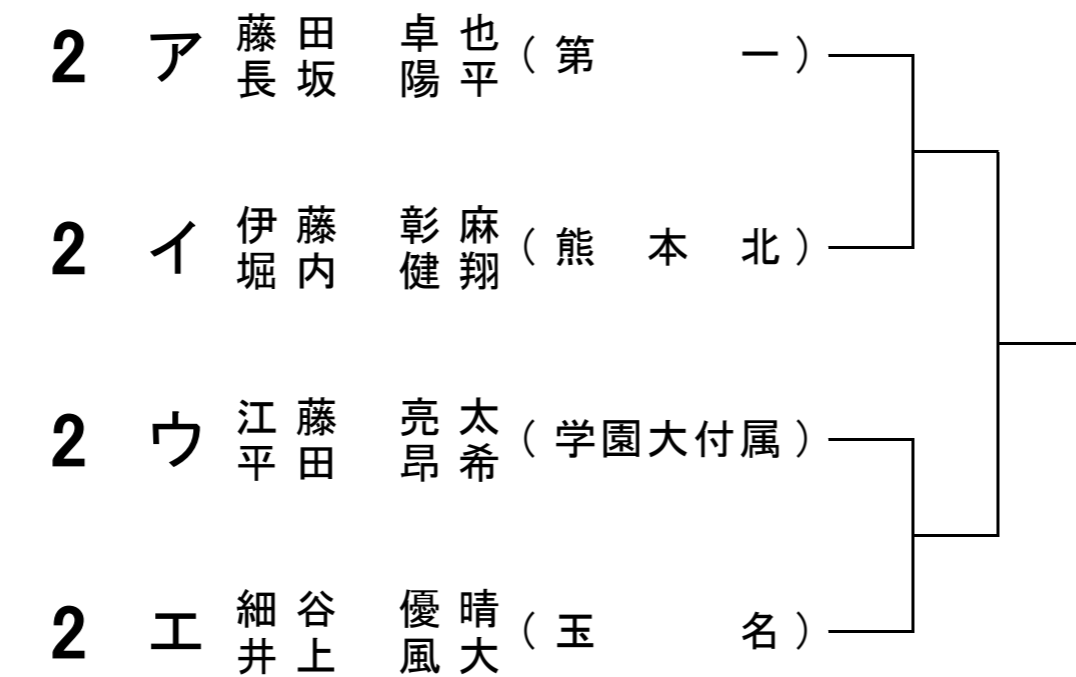 2 ア 藤田 卓也 (第一)
長坂 陽平
2 イ 伊藤 彰麻 (熊本北)
堀内 健翔
2 ウ 江藤 亮太 (学園大付属)
平田 昂希
2 エ 細谷 優晴 (玉名)
井上 風大